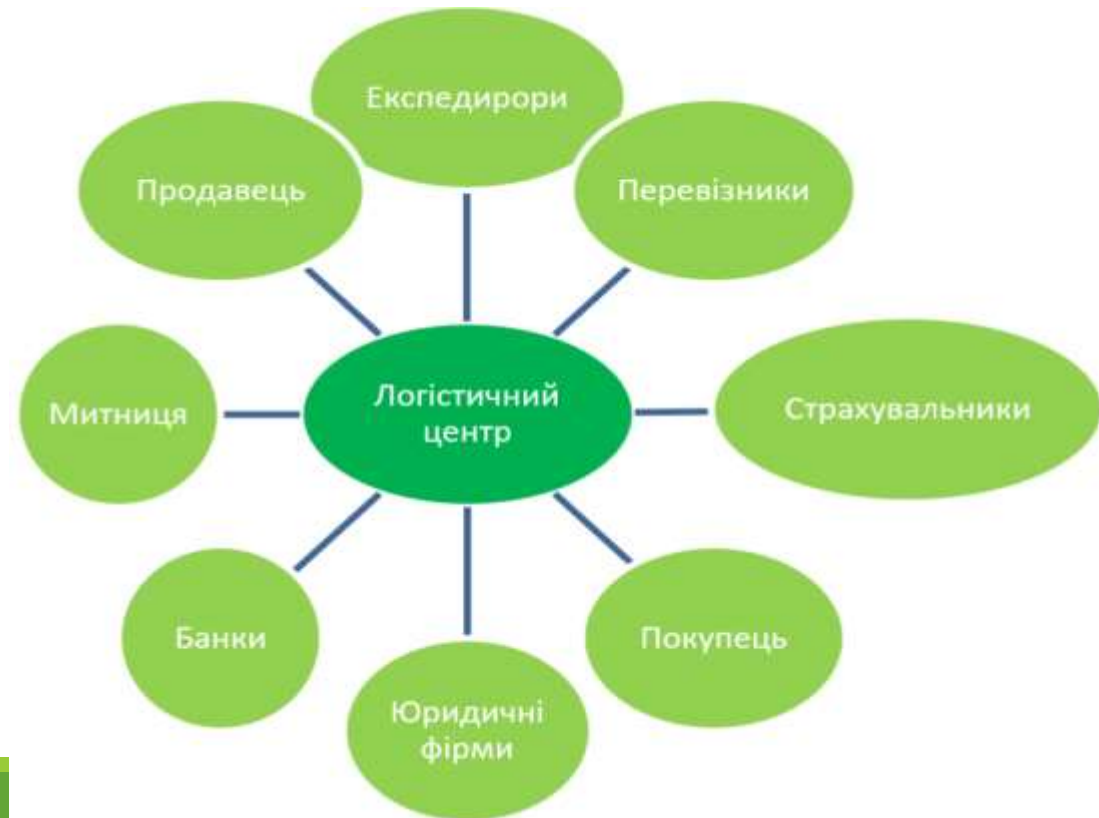 Експедирори
Продавець
Перевізники
Митниця
Логістичний
центр
Страхувальники
Банки
Покупець
Юридичні
фірми